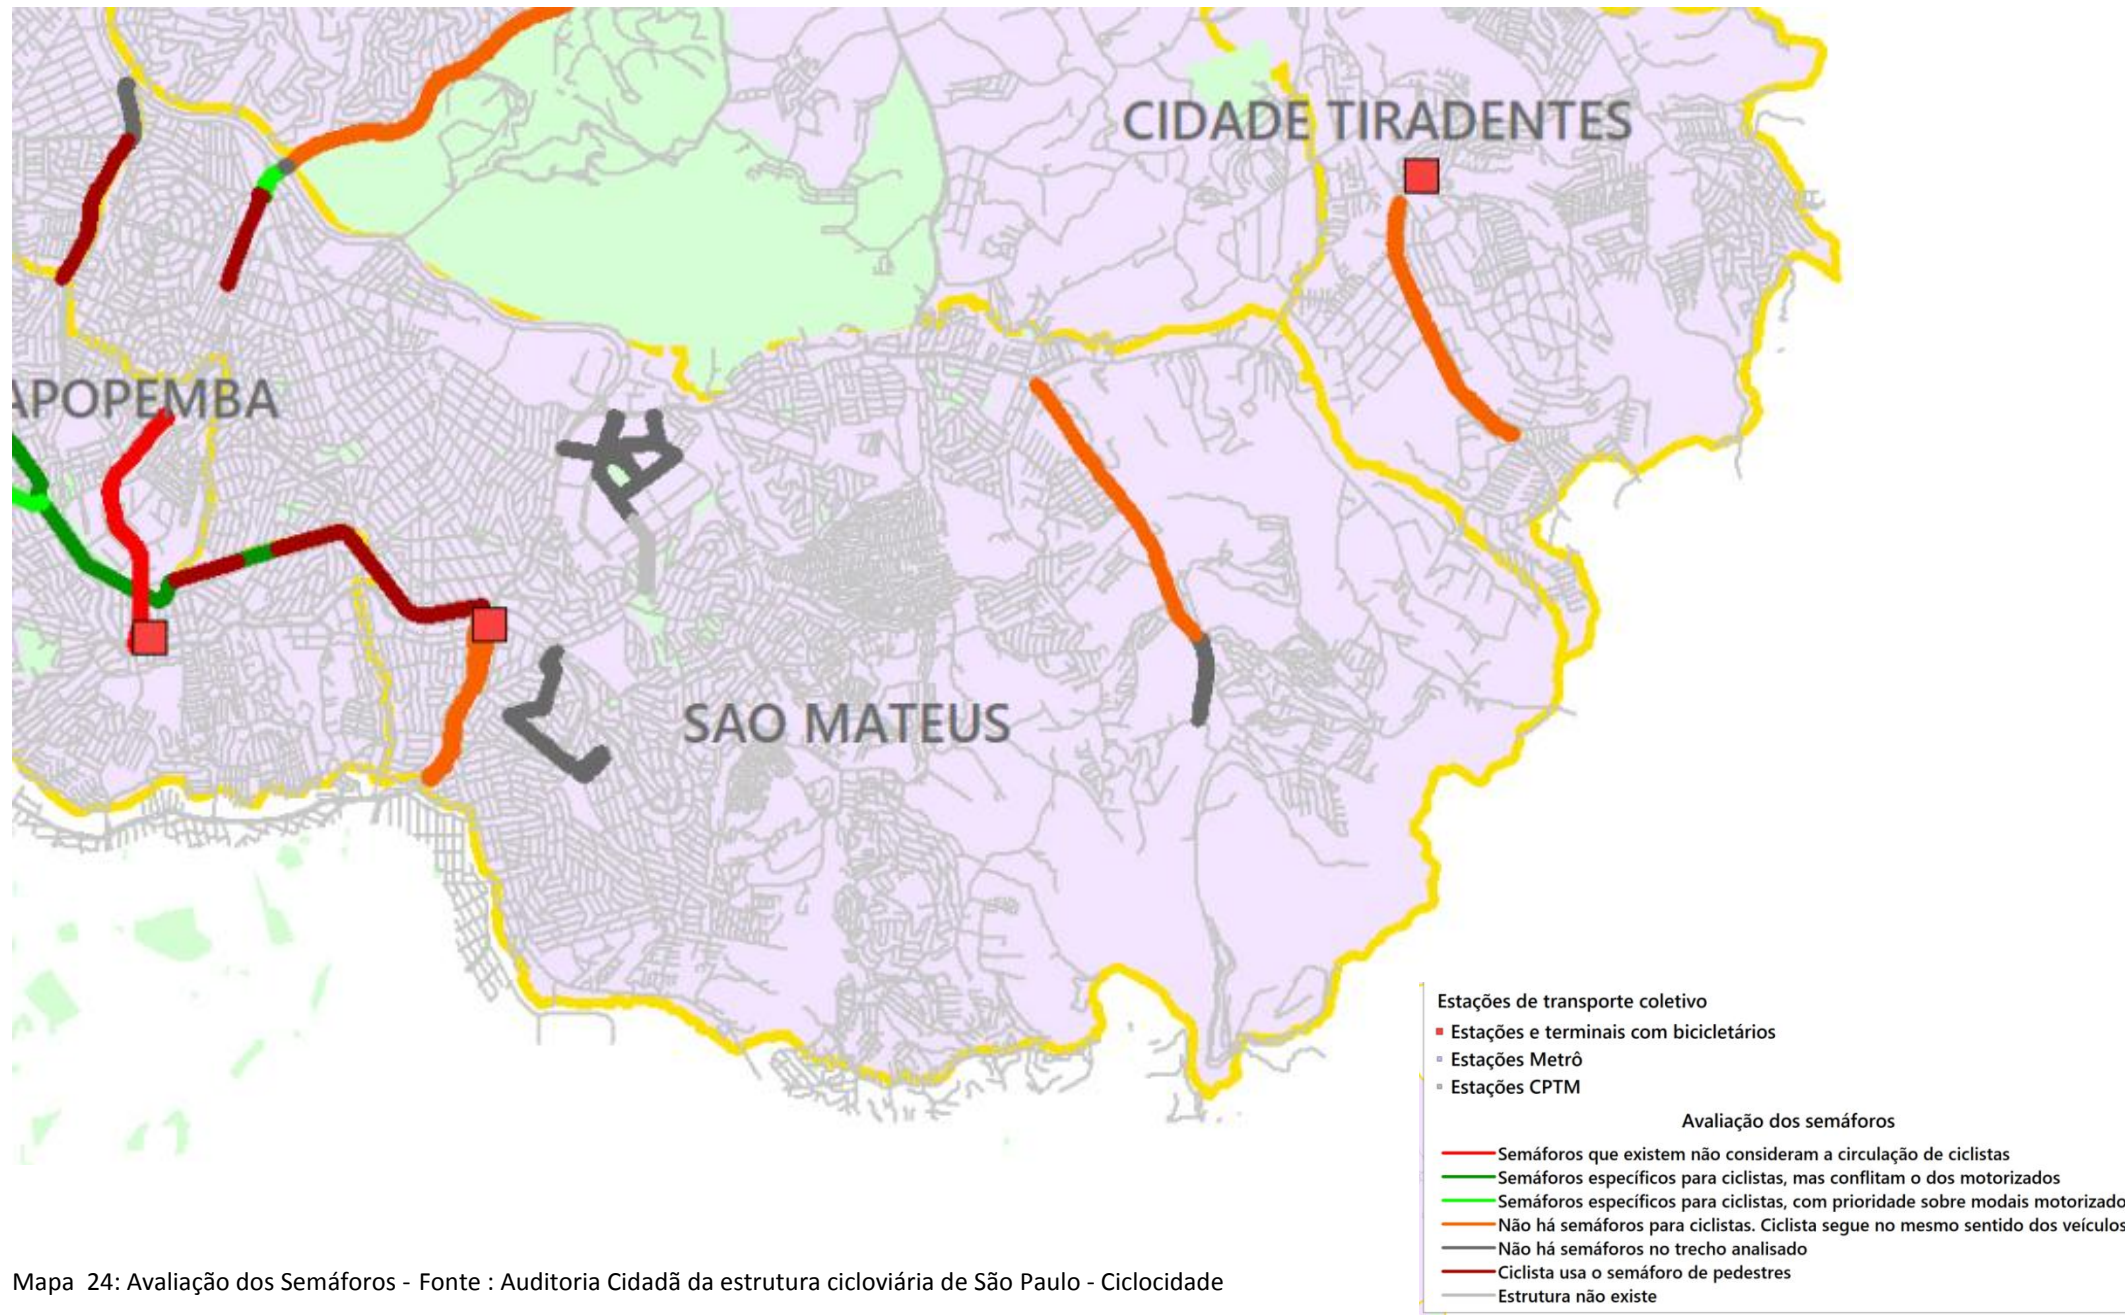 CIDADE TIRADENTES
APOPEMBA
SAO MATEUS
Estações de transporte coletivo
Estações e terminais com bicicletários
Estações Metrô
Estações CPTM
Avaliação dos semáforos
Semáforos que existem não consideram a circulação de ciclistas
Semáforos específicos para ciclistas, mas conflitam o dos motorizados
Semáforos específicos para ciclistas, com prioridade sobre modais motorizado
Não há semáforos para ciclistas. Ciclista segue no mesmo sentido dos veículos
Não há semáforos no trecho analisado
Ciclista usa o semáforo de pedestres
Estrutura não existe
Mapa 24: Avaliação dos Semáforos - Fonte : Auditoria Cidadã da estrutura cicloviária de São Paulo - Ciclocidade